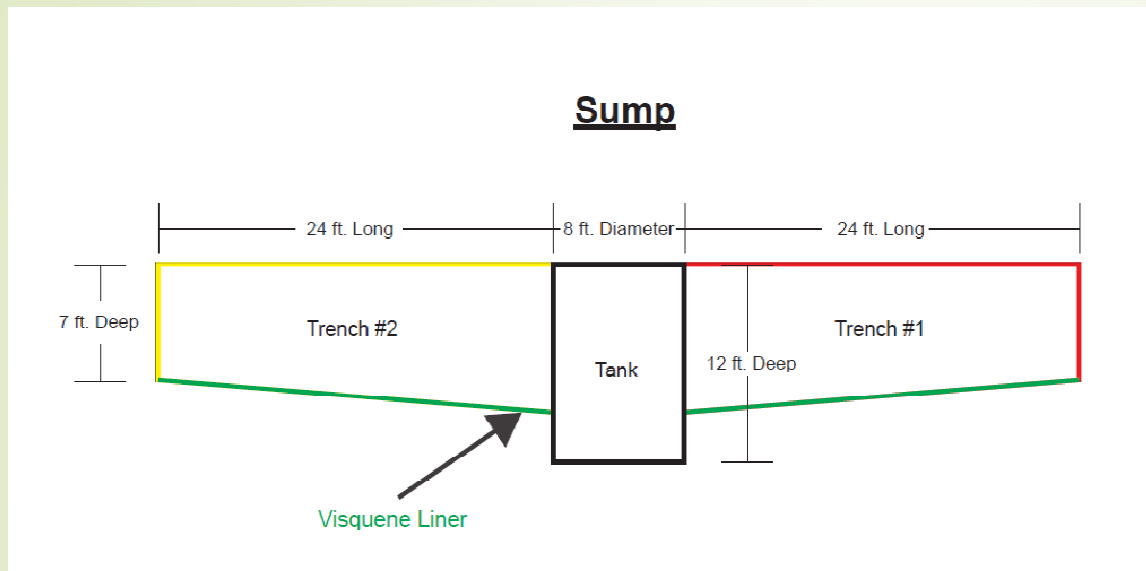 Sump
24 ft. Long
8 ft. Diameter
24 ft. Long
7 ft. Deep
Trench #2
Trench #1
Tank
12 ft. Deep
Visquene Liner